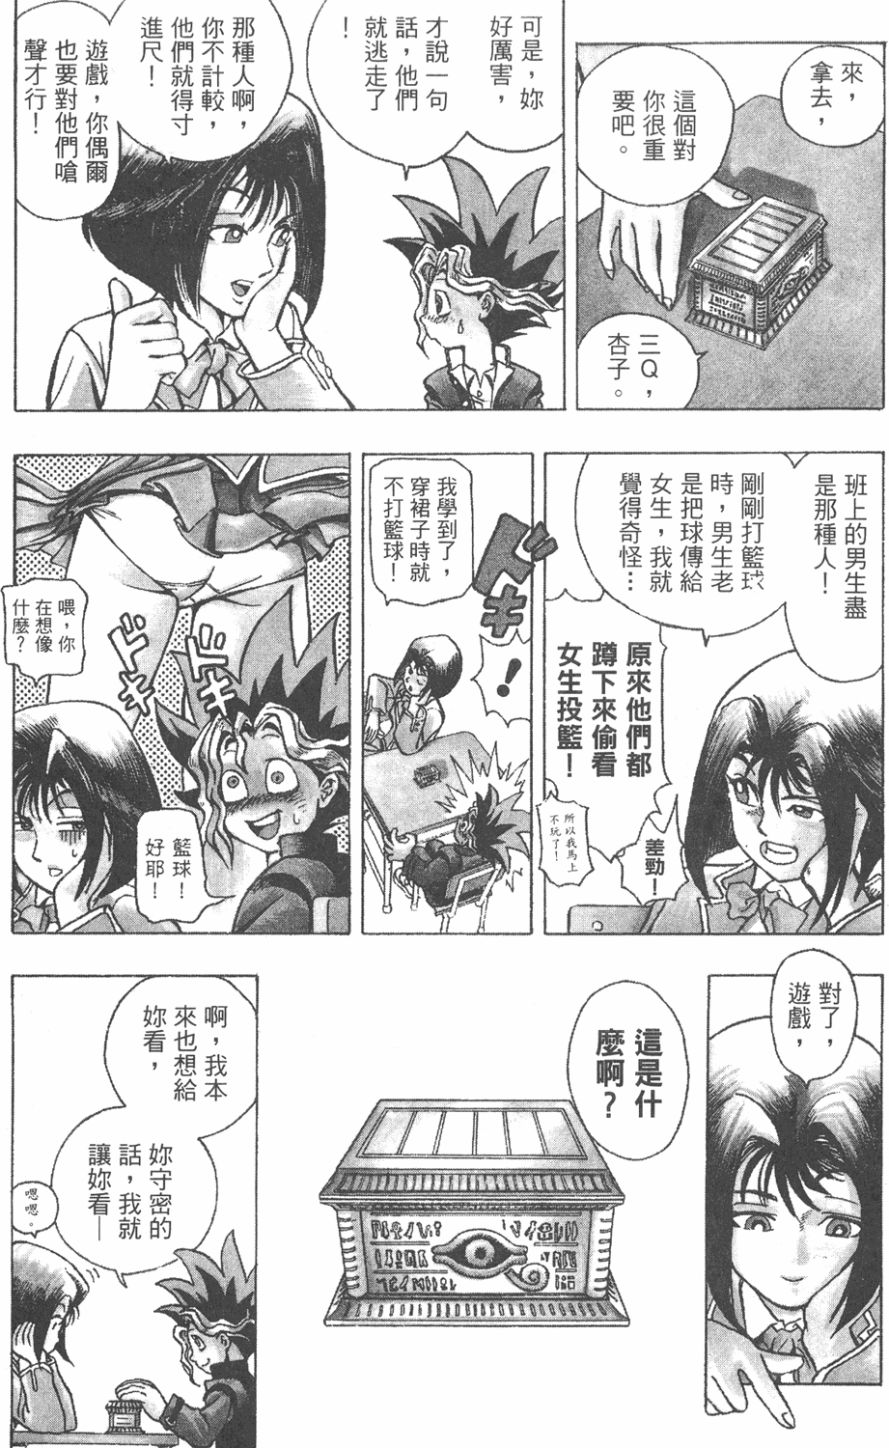 來，
拿去，
這個對
你很重
要吧。
三Q，
杏子。
可是，妳
好厲害，
才說一句
話，他們
就逃走了
！
那種人啊，
你不計較，
他們就得寸
進尺！
遊戲，你偶爾
也要對他們嗆
聲才行！
班上的男生盡
是那種人！
剛剛打籃球
時，男生老
是把球傳給
女生，我就
覺得奇怪…
原來他們都
蹲下來偷看
女生投籃！
差勁！
所以我馬上
不玩了！
我學到了，
穿裙子時就
不打籃球！
ドキ
！
ドキ
ドキ
籃球！
好耶！
喂，你
在想像
什麼？
對了，
遊戲，
這是什
麼啊？
啊，我本
來也想給
妳看，
妳守密的
話，我就
讓妳看—
嗯嗯。